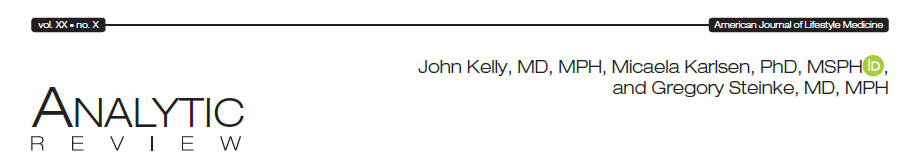 vol. XX • no. X
American Journal of Lifestyle Medicine
John Kelly, MD, MPH, Micaela Karlsen, PhD, MSPH iD,
and Gregory Steinke, MD, MPH
ANALYTIC
REVIEW